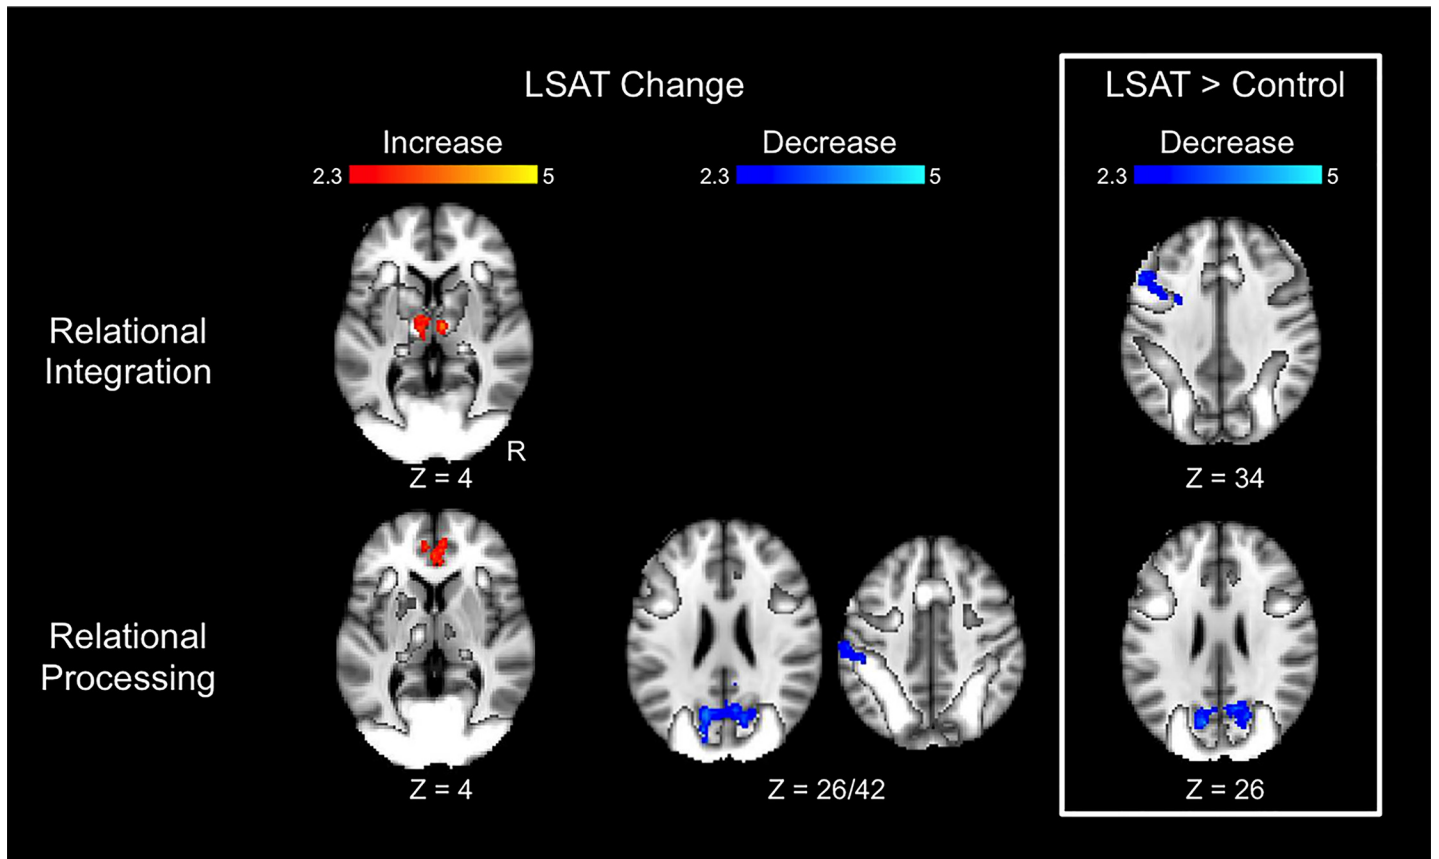 LSAT Change
LSAT > Control
Increase
Decrease
Decrease
2.3 5
2.3 5
2.3 5
Relational
Integration
R
Z = 4
Z = 34
Relational
Processing
Z = 4
Z = 26/42
Z = 26